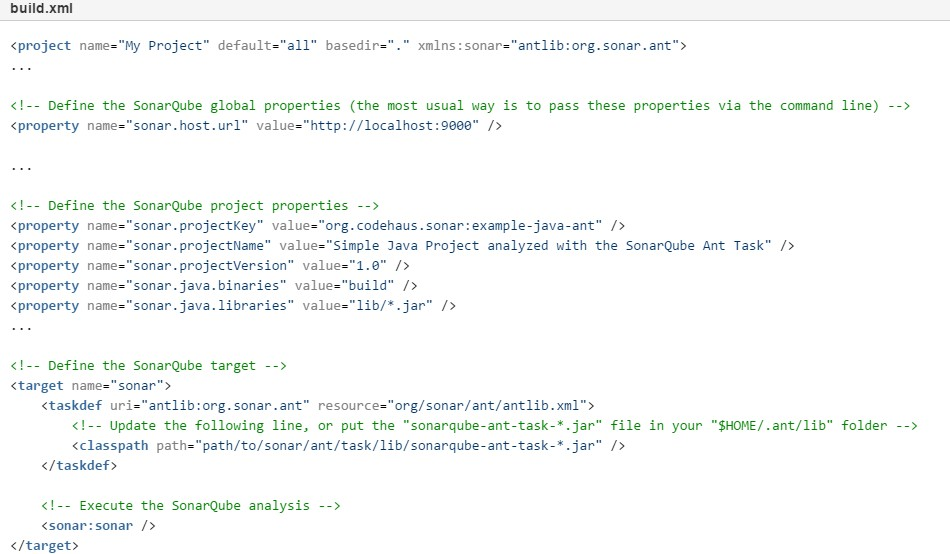 build.xml
<project name="My Project" default="all" basedir="." xmlns:sonar="antlib:org.sonar.ant">
...
<!-- Define the SonarQube global properties (the most usual way is to pass these properties via the command line) -->
<property name="sonar.host.url" value="http://localhost:9000" />
...
<!-- Define the SonarQube project properties -->
<property name="sonar.projectKey" value="org.codehaus.sonar:example-java-ant" />
<property name="sonar.projectName" value="Simple Java Project analyzed with the SonarQube Ant Task" />
<property name="sonar.projectVersion" value="1.0" />
<property name="sonar.java.binaries" value="build" />
<property name="sonar.java.libraries" value="lib/*.jar" />
...
<!-- Define the SonarQube target -->
<target name="sonar">
    <taskdef uri="antlib:org.sonar.ant" resource="org/sonar/ant/antlib.xml">
        <!-- Update the following line, or put the "sonarqube-ant-task-*.jar" file in your "$HOME/.ant/lib" folder -->
        <classpath path="path/to/sonar/ant/task/lib/sonarqube-ant-task-*.jar" />
    </taskdef>
    <!-- Execute the SonarQube analysis -->
    <sonar:sonar />
</target>